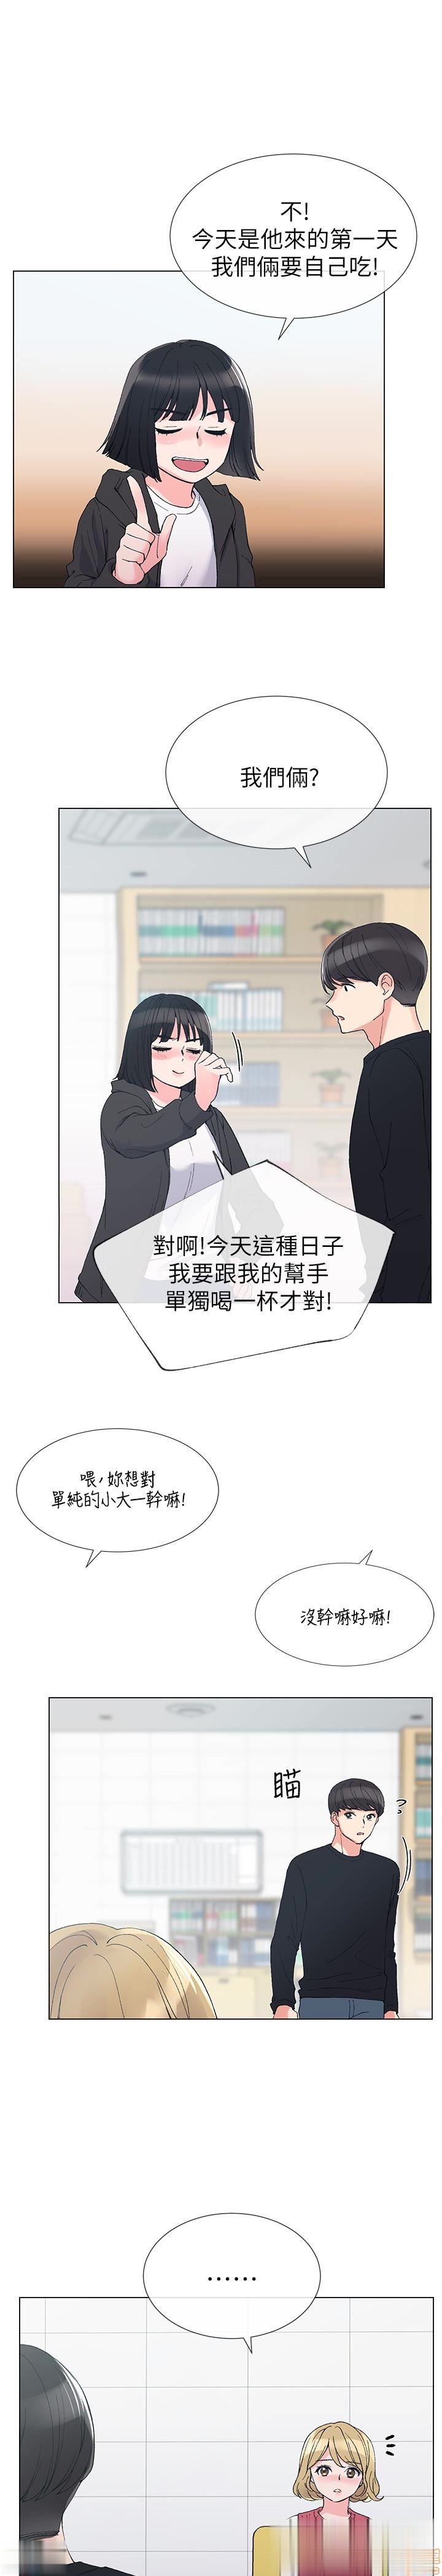 不!
今天是他來的第一天
我們倆要自己吃!
我們倆?
對啊!今天這種日子
我要跟我的幫手
單獨喝一杯才對!
喂,妳想對
單純的小大一幹嘛!
沒幹嘛好嘛!
瞄
······